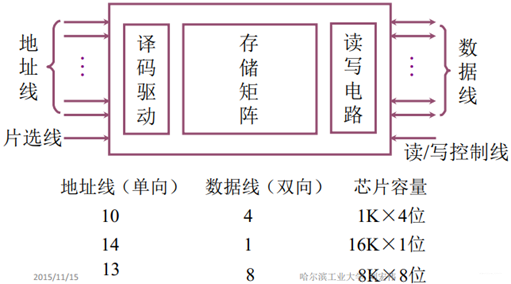 地址线
译码驱动
存储矩阵
读写电路
数据线
片选线
读/写控制线
地址线（单向） 数据线（双向） 芯片容量
10 4 1K×4位
14 1 16K×1位
13 8 8K×8位
2015/11/15 哈尔滨工业大学